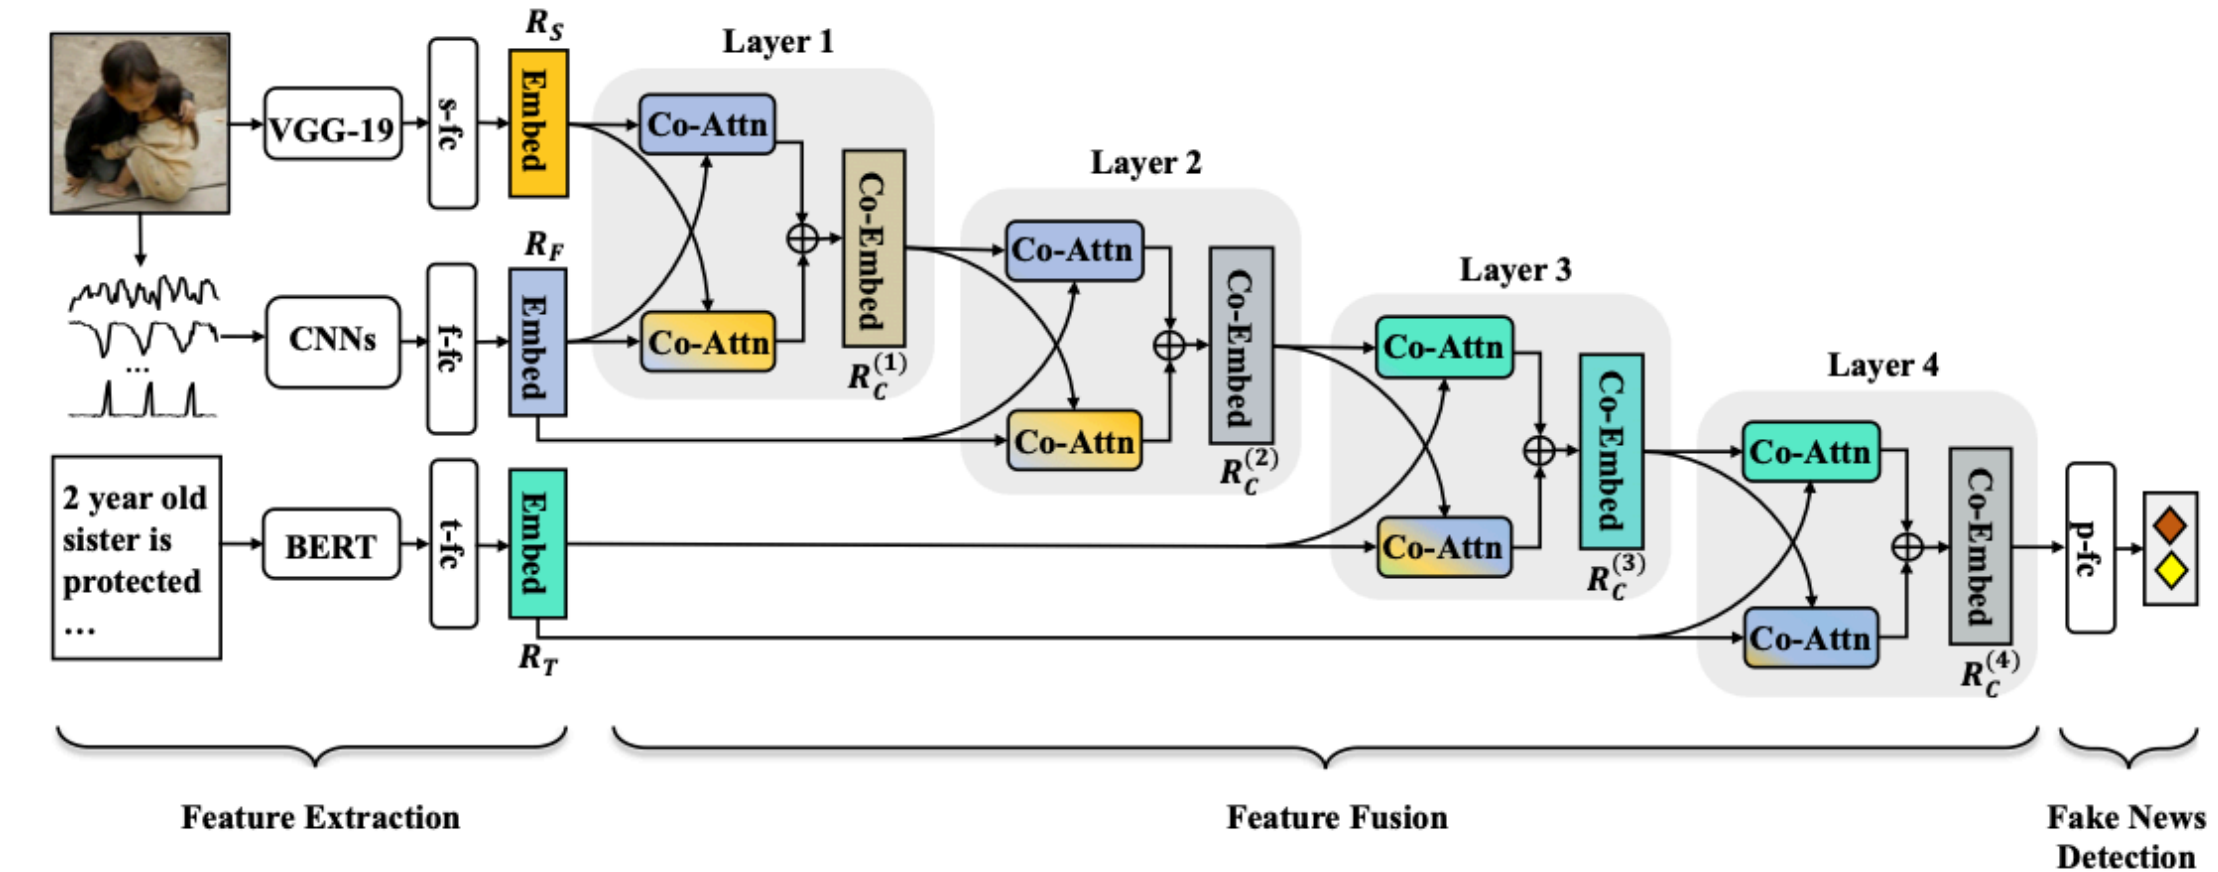 R_S
Layer 1
Embed
s-fc
VGG-19
Co-Attn
Layer 2
Co-Embed
R_F
Co-Attn
Layer 3
Co-Embed
Embed
f-fc
CNNs
Co-Attn
R_C^(1)
...
Co-Attn
Layer 4
Co-Embed
Co-Attn
R_C^(2)
Co-Attn
Co-Embed
2 year old
sister is
protected
...
BERT
t-fc
Embed
Co-Attn
R_C^(3)
p-fc
Co-Attn
R_T
R_C^(4)
Feature Extraction
Feature Fusion
Fake News
Detection